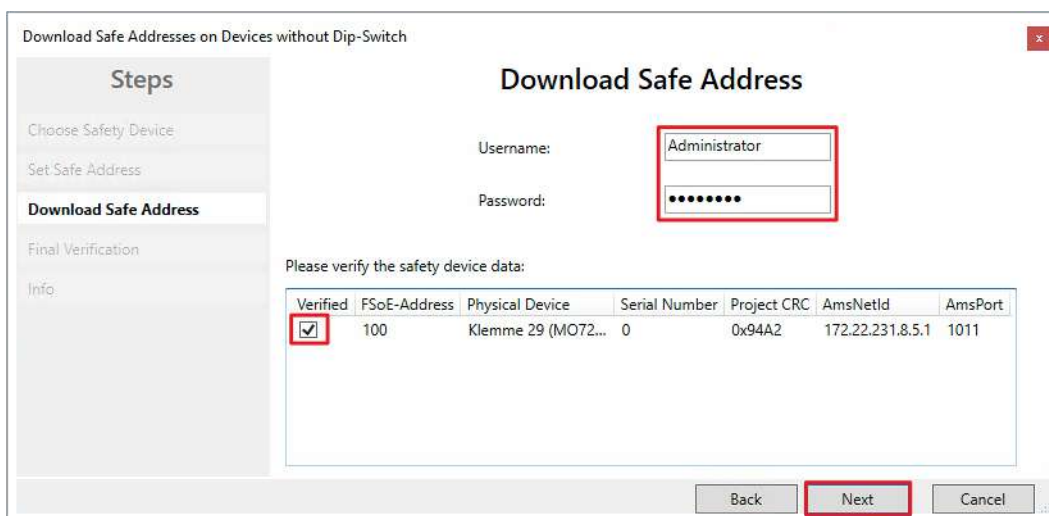 Download Safe Addresses on Devices without Dip-Switch
x
Steps
Choose Safety Device
Set Safe Address
Download Safe Address
Final Verification
Info
Download Safe Address
Username: Administrator
Password: ●●●●●●●●
Please verify the safety device data:
Verified FSoE-Address Physical Device Serial Number Project CRC AmsNetId AmsPort
100 Klemme 29 (MO72... 0 0x94A2 172.22.231.8.5.1 1011
Back Next Cancel